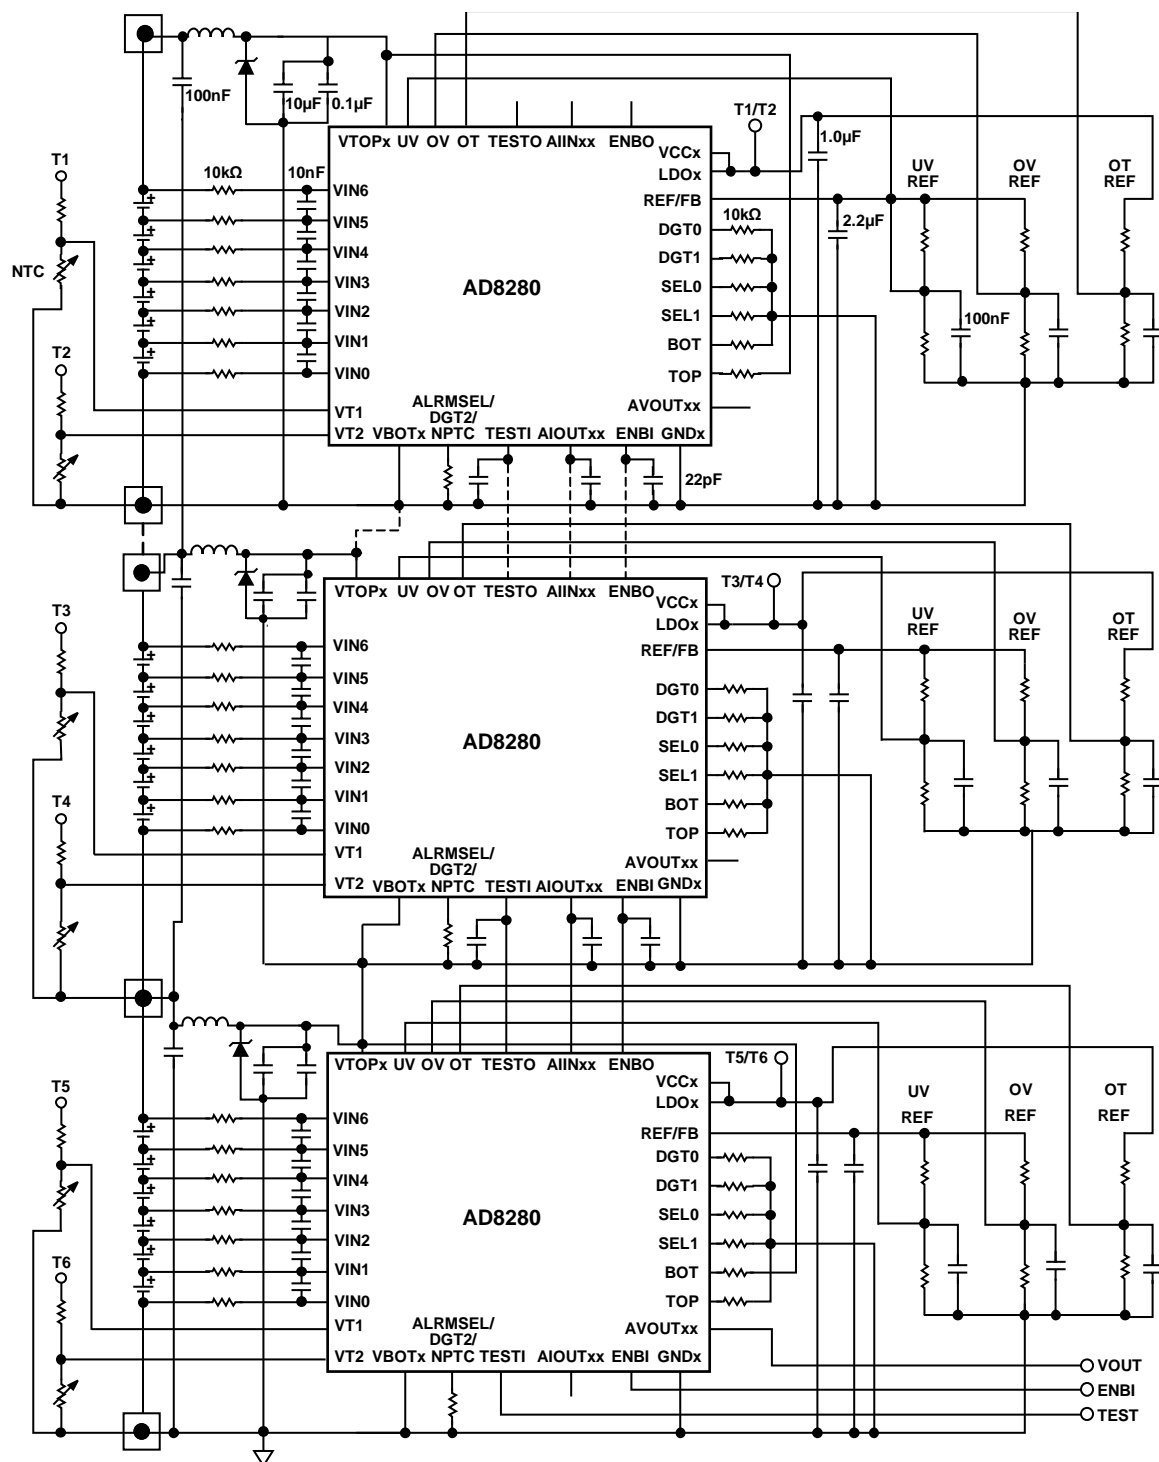 100nF
10µF 0.1µF
VTOPx UV OV OT TESTO AIINxx ENBO
T1/T2
1.0µF
VCCx
LDOx
UV
REF
OV
REF
OT
REF
T1
10kΩ
10nF
VIN6
REF/FB
VIN5
10kΩ
DGT0
2.2µF
NTC
VIN4
DGT1
VIN3
AD8280
SEL0
VIN2
SEL1
100nF
VIN1
BOT
T2
VIN0
TOP
VT1
ALRMSEL/
DGT2/
AVOUTxx
VT2 VBOTx NPTC TESTI AIOUTxx ENBI GNDx
22pF
VTOPx UV OV OT TESTO AIINxx ENBO
T3/T4
VCCx
LDOx
UV
REF
OV
REF
OT
REF
T3
VIN6
REF/FB
VIN5
DGT0
VIN4
DGT1
VIN3
AD8280
SEL0
VIN2
SEL1
VIN1
BOT
T4
VIN0
TOP
VT1
ALRMSEL/
DGT2/
AVOUTxx
VT2 VBOTx NPTC TESTI AIOUTxx ENBI GNDx
VTOPx UV OV OT TESTO AIINxx ENBO
T5/T6
VCCx
LDOx
UV
REF
OV
REF
OT
REF
T5
VIN6
REF/FB
VIN5
DGT0
VIN4
DGT1
VIN3
AD8280
SEL0
VIN2
SEL1
T6
VIN1
BOT
VIN0
TOP
VT1
ALRMSEL/
DGT2/
AVOUTxx
VT2 VBOTx NPTC TESTI AIOUTxx ENBI GNDx
VOUT
ENBI
TEST